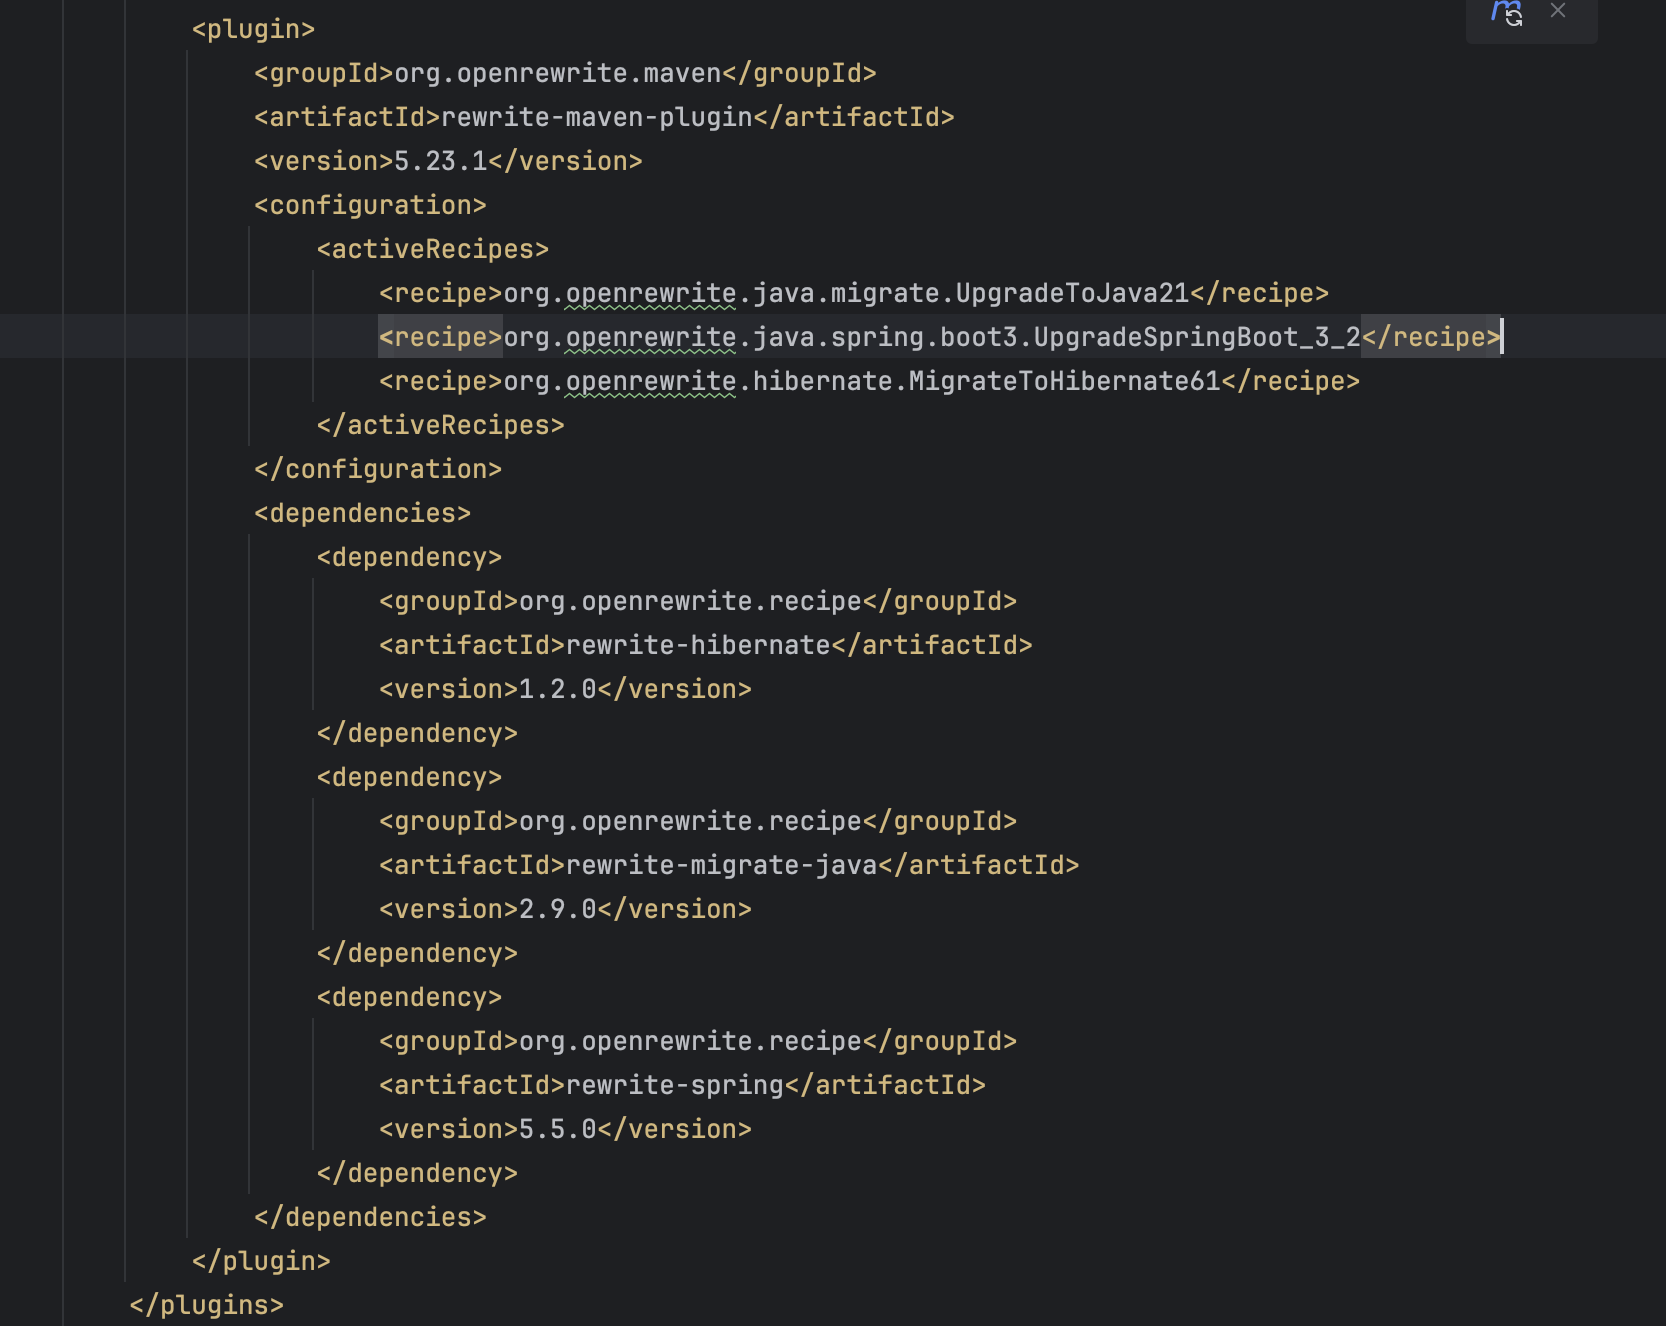 <plugin>
<groupId>org.openrewrite.maven</groupId>
<artifactId>rewrite-maven-plugin</artifactId>
<version>5.23.1</version>
<configuration>
<activeRecipes>
<recipe>org.openrewrite.java.migrate.UpgradeToJava21</recipe>
<recipe>org.openrewrite.java.spring.boot3.UpgradeSpringBoot_3_2</recipe>
<recipe>org.openrewrite.hibernate.MigrateToHibernate61</recipe>
</activeRecipes>
</configuration>
<dependencies>
<dependency>
<groupId>org.openrewrite.recipe</groupId>
<artifactId>rewrite-hibernate</artifactId>
<version>1.2.0</version>
</dependency>
<dependency>
<groupId>org.openrewrite.recipe</groupId>
<artifactId>rewrite-migrate-java</artifactId>
<version>2.9.0</version>
</dependency>
<dependency>
<groupId>org.openrewrite.recipe</groupId>
<artifactId>rewrite-spring</artifactId>
<version>5.5.0</version>
</dependency>
</dependencies>
</plugin>
</plugins>